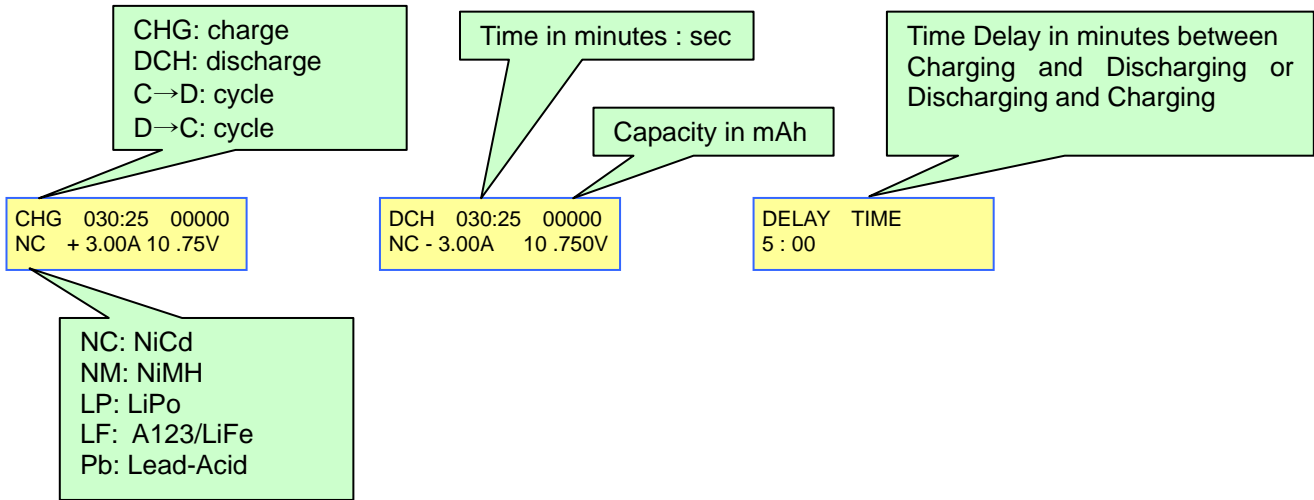 CHG: charge
DCH: discharge
C→D: cycle
D→C: cycle
Time in minutes : sec
Capacity in mAh
Time Delay in minutes between
Charging and Discharging or
Discharging and Charging
CHG 030:25 00000
NC + 3.00A 10 .75V
DCH 030:25 00000
NC - 3.00A 10 .750V
DELAY TIME
5 : 00
NC: NiCd
NM: NiMH
LP: LiPo
LF: A123/LiFe
Pb: Lead-Acid